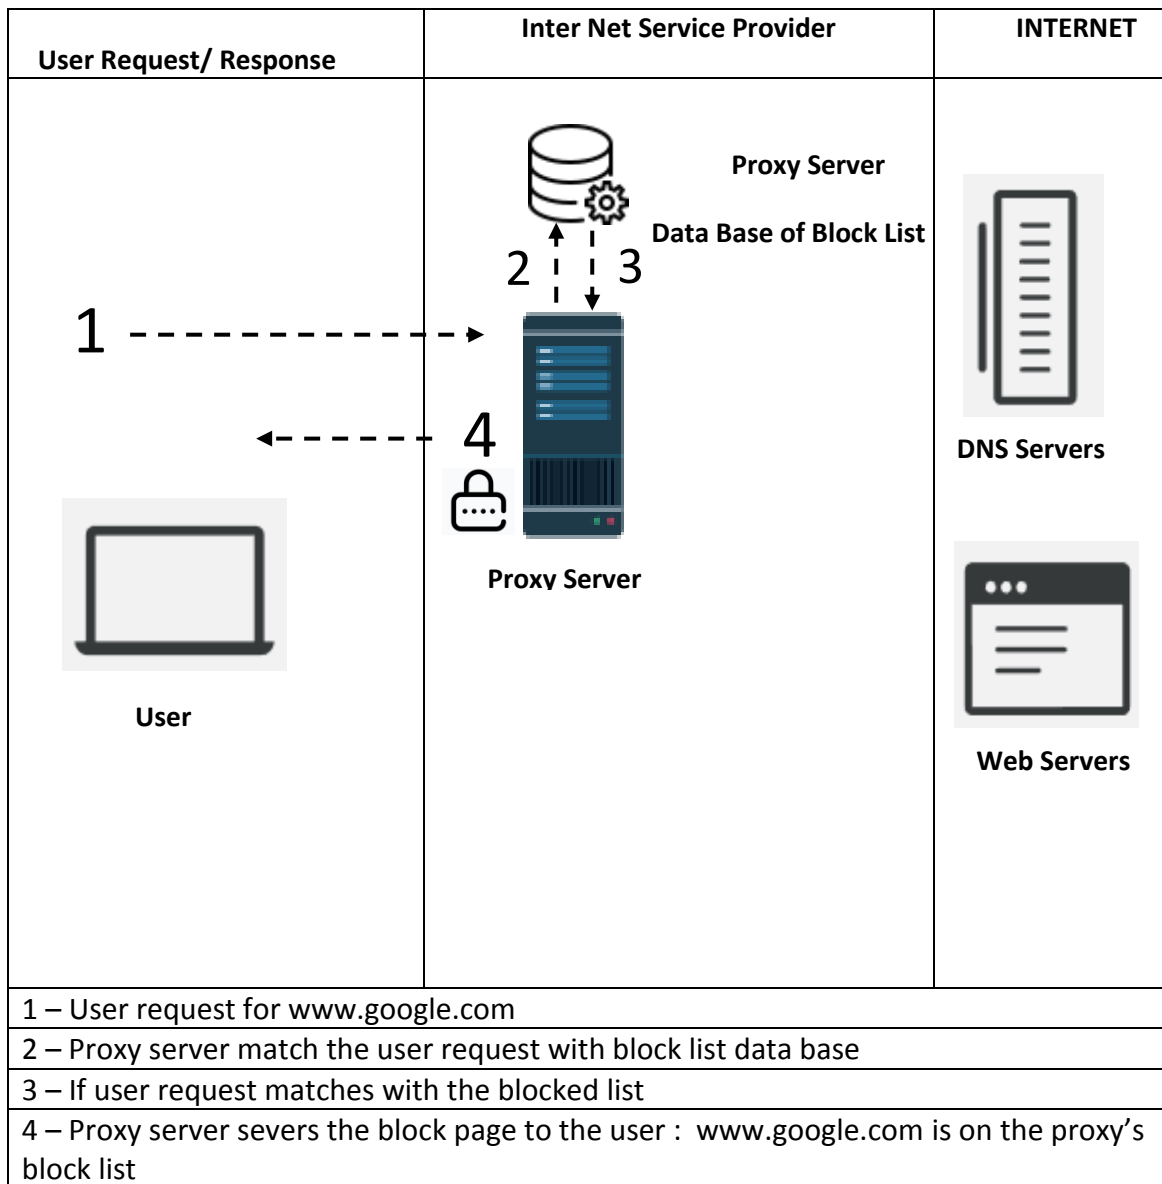 User Request/ Response
Inter Net Service Provider
INTERNET
Proxy Server
Data Base of Block List
2
3
1
4
Proxy Server
User
DNS Servers
Web Servers
1 – User request for www.google.com
2 – Proxy server match the user request with block list data base
3 – If user request matches with the blocked list
4 – Proxy server severs the block page to the user : www.google.com is on the proxy’s
block list